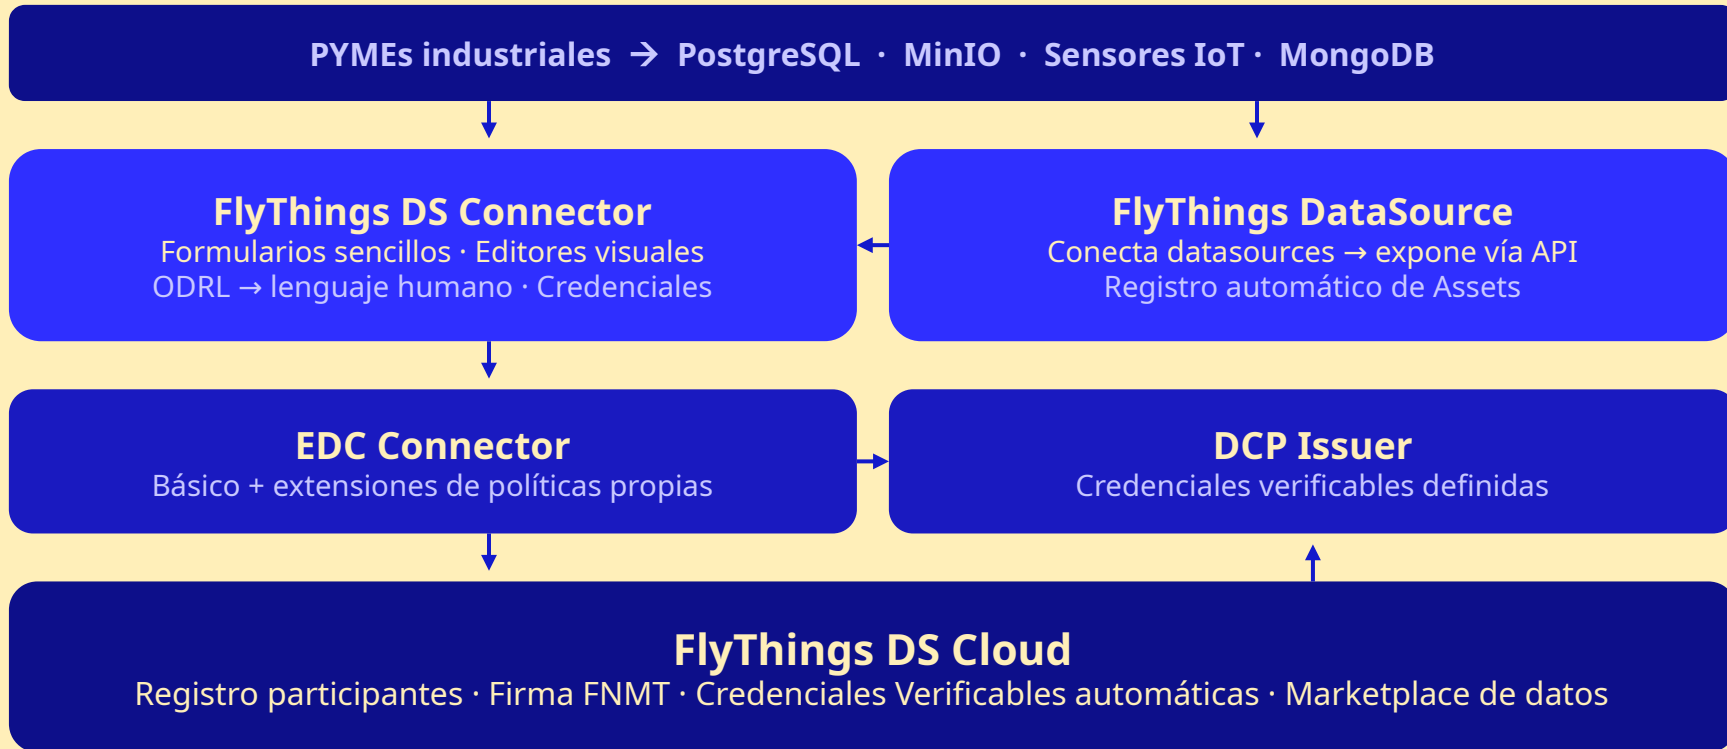 PYMEs industriales → PostgreSQL · MinIO · Sensores IoT · MongoDB
FlyThings DS Connector
Formularios sencillos · Editores visuales
ODRL → lenguaje humano · Credenciales
FlyThings DataSource
Conecta datasources → expone vía API
Registro automático de Assets
EDC Connector
Básico + extensiones de políticas propias
DCP Issuer
Credenciales verificables definidas
FlyThings DS Cloud
Registro participantes · Firma FNMT · Credenciales Verificables automáticas · Marketplace de datos